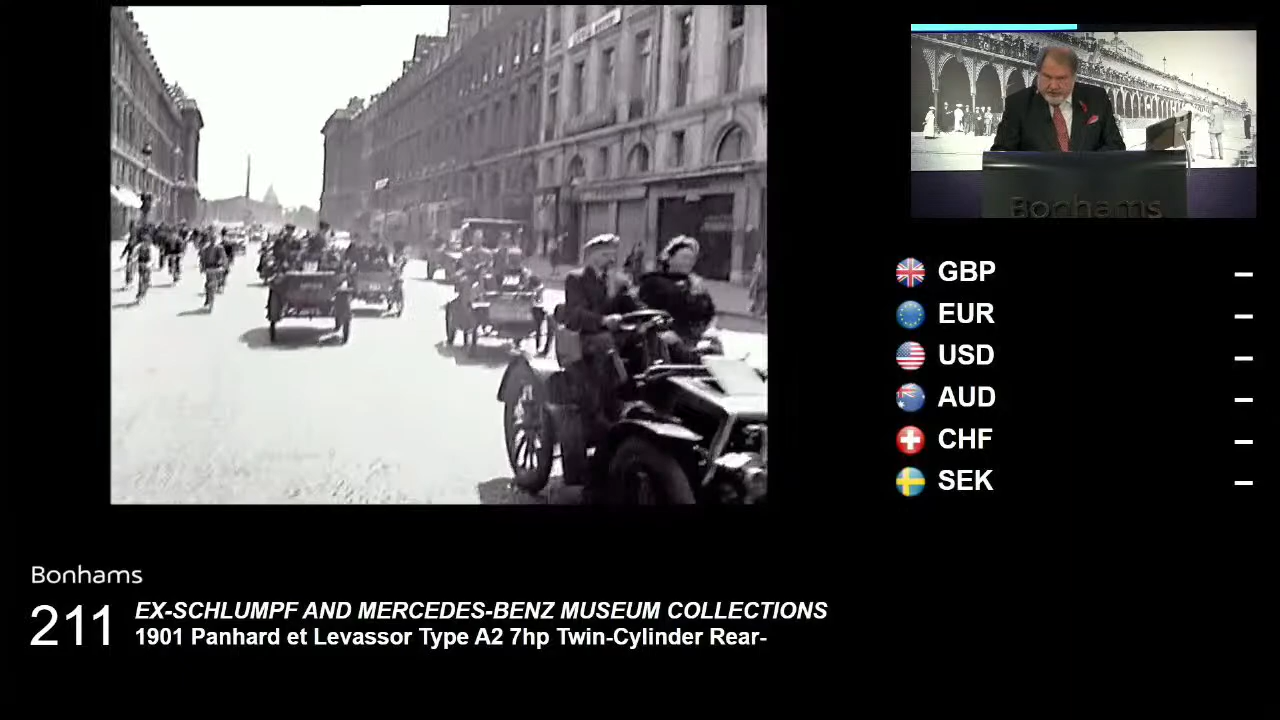 Bonhams
GBP –
EUR –
USD –
AUD –
CHF –
SEK –
Bonhams
211
EX-SCHLUMPF AND MERCEDES-BENZ MUSEUM COLLECTIONS
1901 Panhard et Levassor Type A2 7hp Twin-Cylinder Rear-